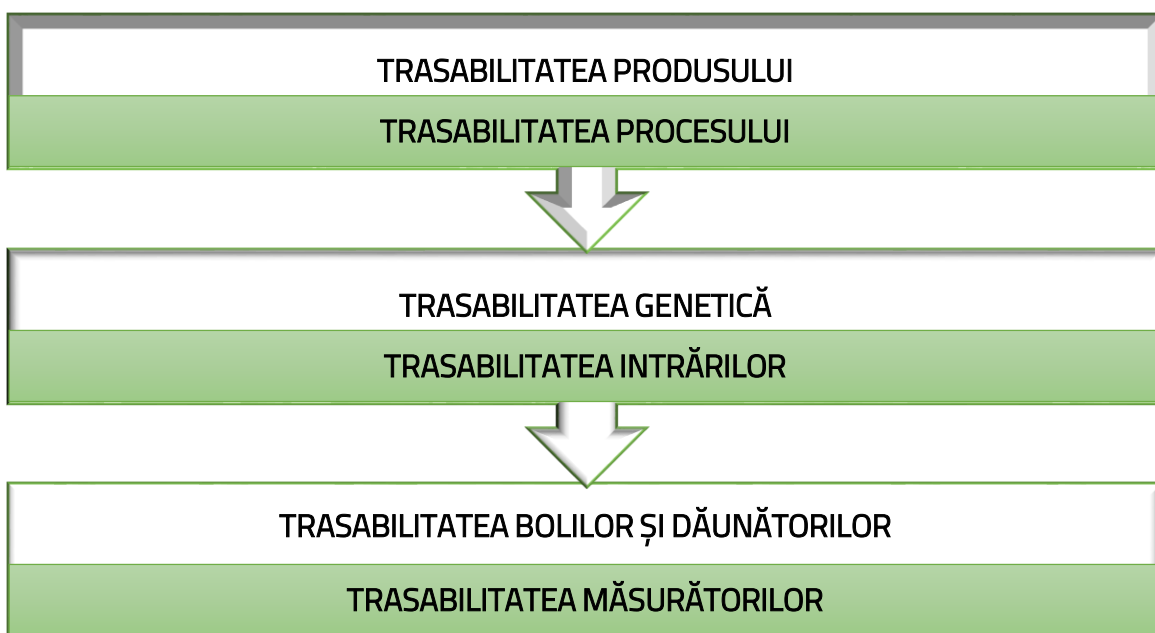 TRASABILITATEA PRODUSULUI
TRASABILITATEA PROCESULUI
TRASABILITATEA GENETICĂ
TRASABILITATEA INTRĂRILOR
TRASABILITATEA BOLILOR ȘI DĂUNĂTORILOR
TRASABILITATEA MĂSURĂTORILOR